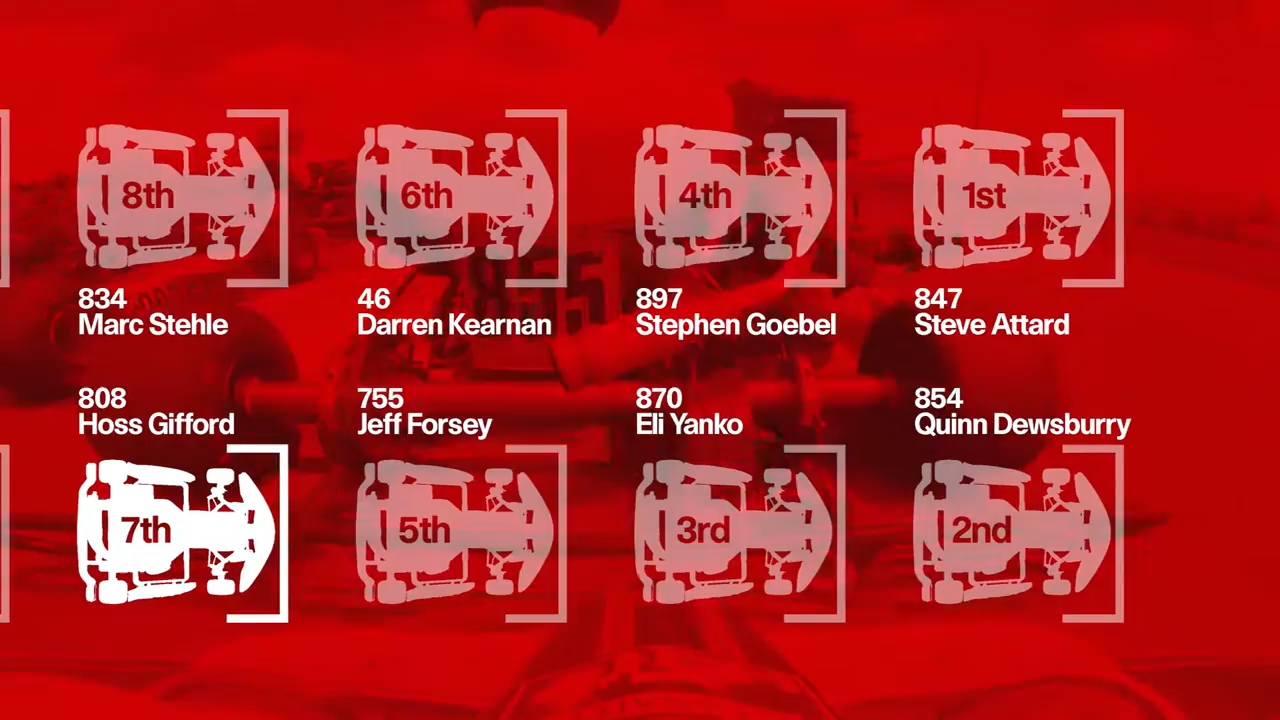 8th
6th
4th
1st
834
Marc Stehle
46
Darren Kearnan
897
Stephen Goebel
847
Steve Attard
808
Hoss Gifford
755
Jeff Forsey
870
Eli Yanko
854
Quinn Dewsburry
7th
5th
3rd
2nd